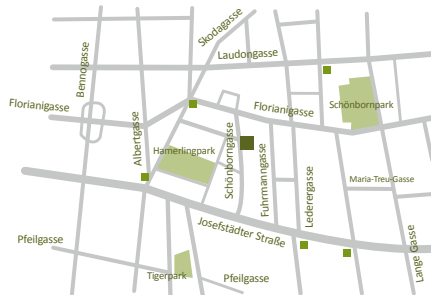 Skodagasse
Laudongasse
Bennogasse
Florianigasse
Florianigasse
Schönbornpark
Albertgasse
Hamerlingpark
Schönborngasse
Fuhrmanngasse
Lederergasse
Maria-Treu-Gasse
Josefstädter Straße
Lange Gasse
Pfeilgasse
Tigerpark
Pfeilgasse